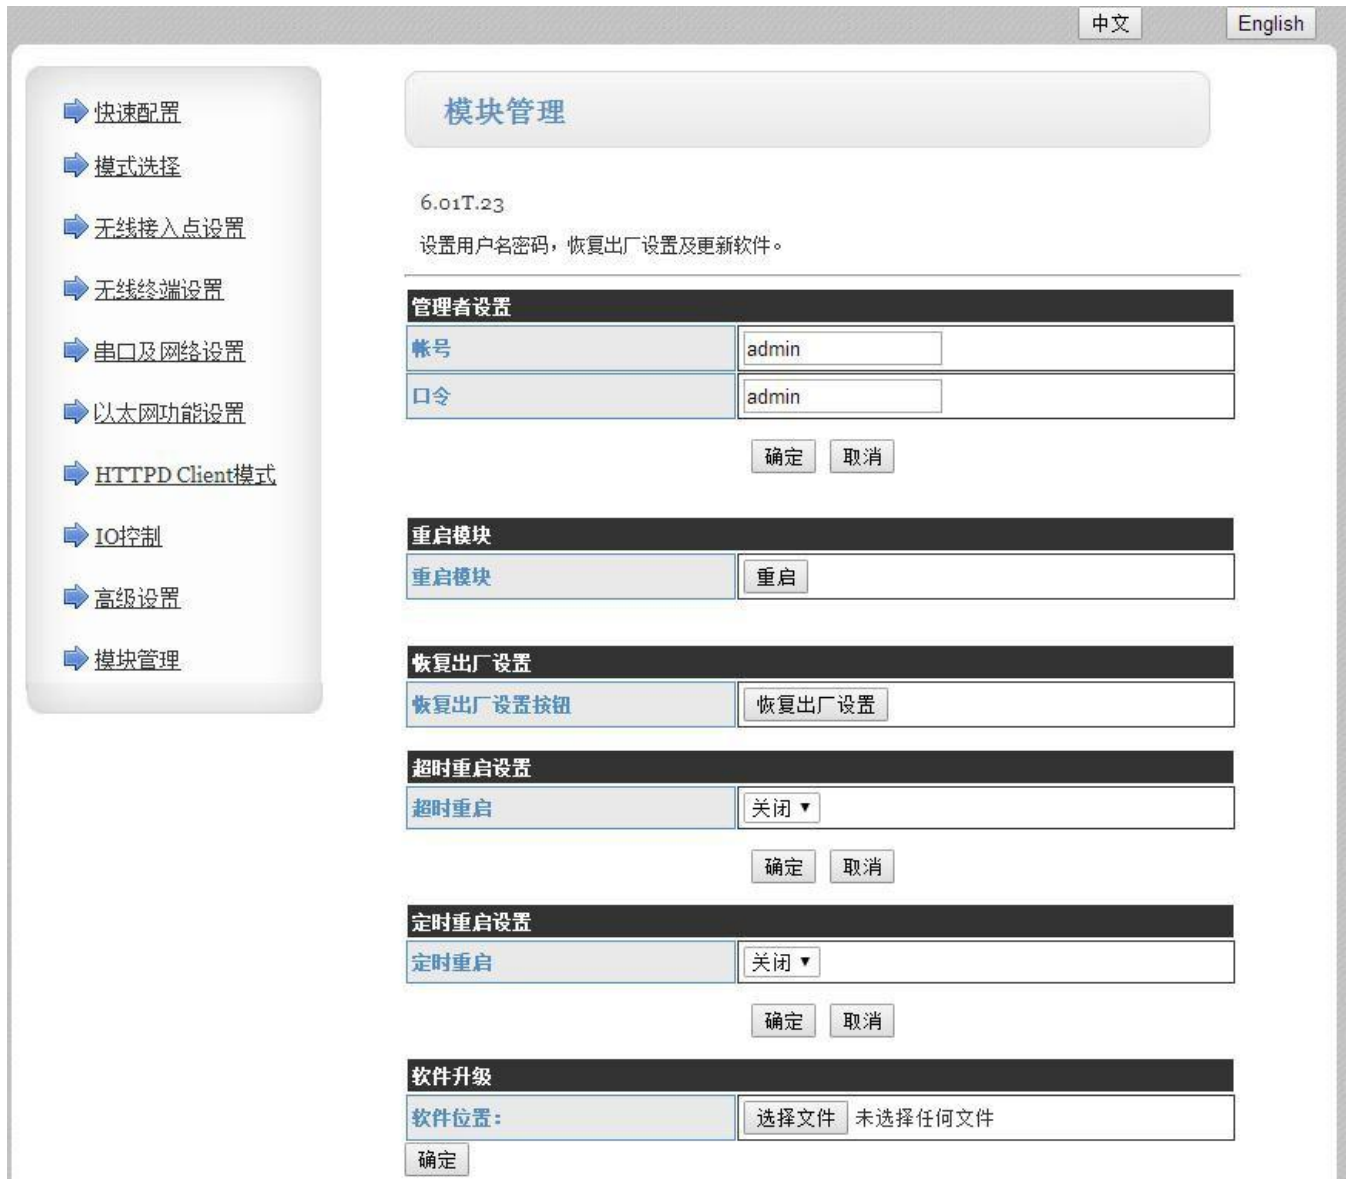 中文 English
快速配置
模式选择
无线接入点设置
无线终端设置
串口及网络设置
以太网功能设置
HTTPD Client模式
IO控制
高级设置
模块管理
模块管理
6.01T.23
设置用户名密码，恢复出厂设置及更新软件。
管理者设置
帐号 admin
口令 admin
确定 取消
重启模块
重启模块 重启
恢复出厂设置
恢复出厂设置按钮 恢复出厂设置
超时重启设置
超时重启 关闭
确定 取消
定时重启设置
定时重启 关闭
确定 取消
软件升级
软件位置： 选择文件 未选择任何文件
确定